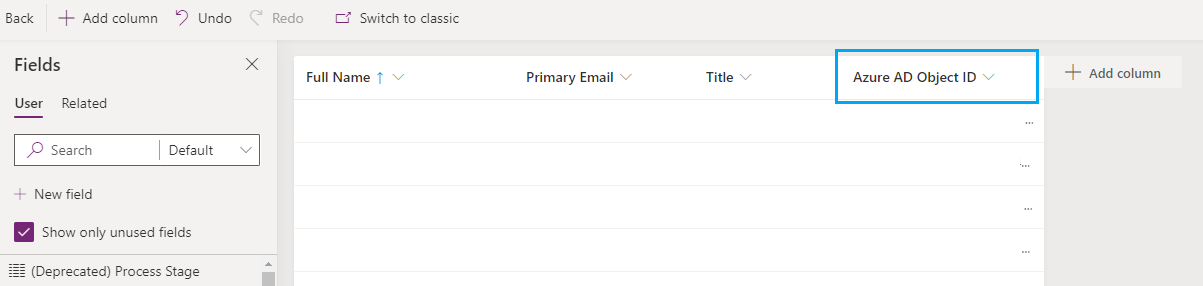 Back Add column Undo Redo Switch to classic
Fields
User Related
Search Default
New field
Show only unused fields
(Deprecated) Process Stage
Full Name Primary Email Title Azure AD Object ID Add column
...
...
...
...